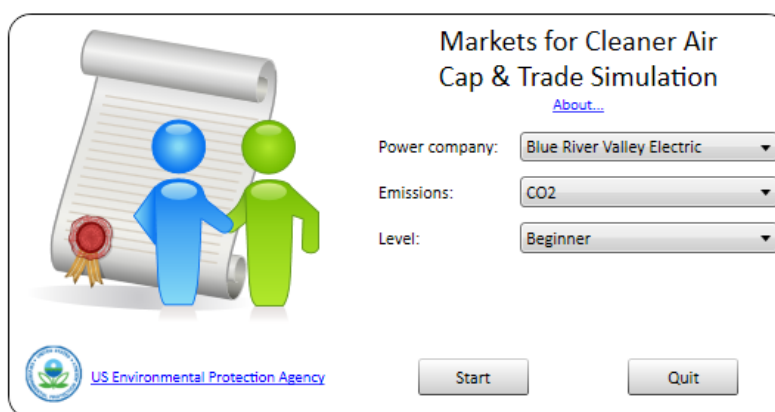 Markets for Cleaner Air
Cap & Trade Simulation
About...
Power company: Blue River Valley Electric
Emissions: CO2
Level: Beginner
US Environmental Protection Agency
Start
Quit